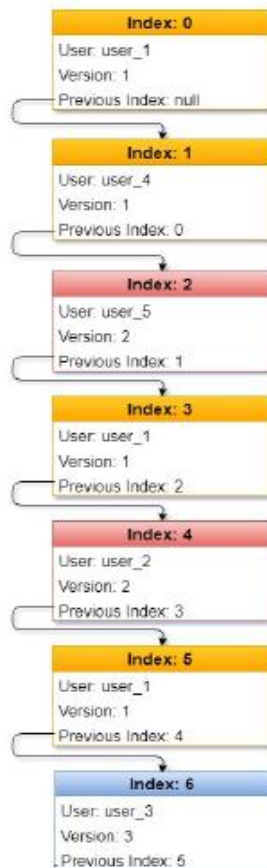 Index: 0
User: user_1
Version: 1
Previous Index: null
Index: 1
User: user_4
Version: 1
Previous Index: 0
Index: 2
User: user_5
Version: 2
Previous Index: 1
Index: 3
User: user_1
Version: 1
Previous Index: 2
Index: 4
User: user_2
Version: 2
Previous Index: 3
Index: 5
User: user_1
Version: 1
Previous Index: 4
Index: 6
User: user_3
Version: 3
Previous Index: 5